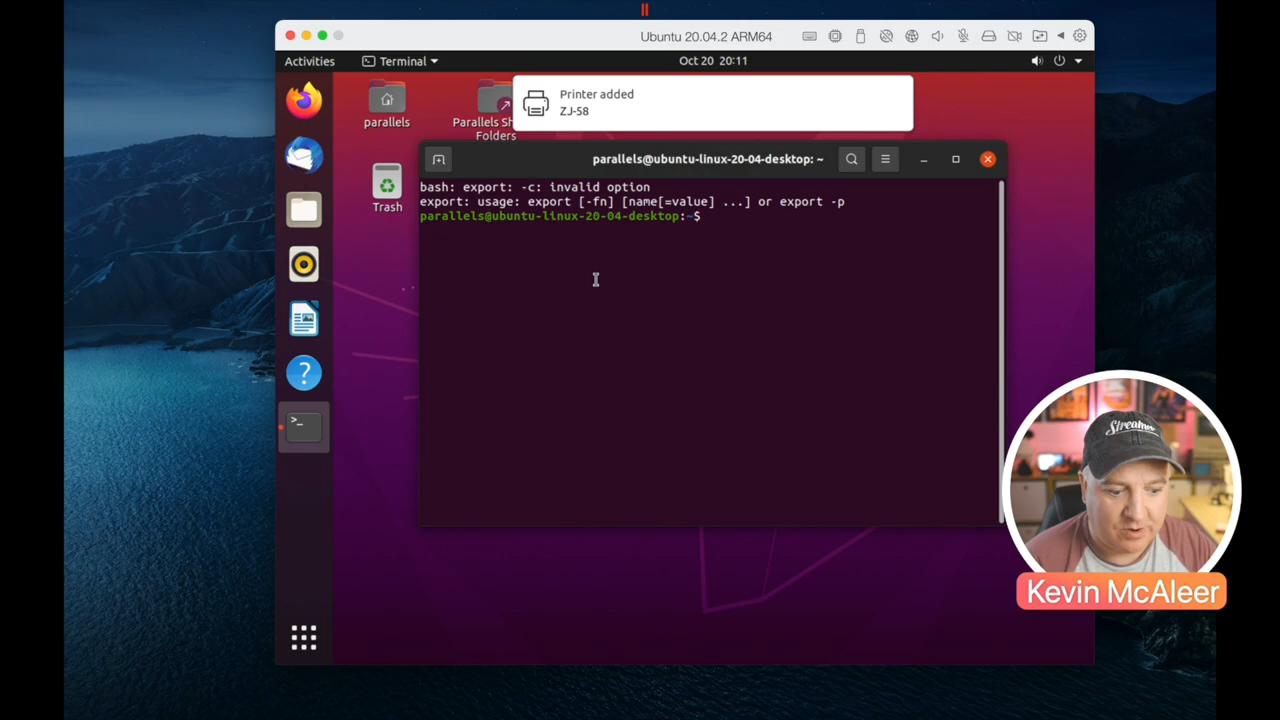 Ubuntu 20.04.2 ARM64
Activities
Terminal
Oct 20 20:11
Printer added
ZJ-58
parallels
Parallels Sh
Folders
Trash
parallels@ubuntu-linux-20-04-desktop: ~
bash: export: -c: invalid option
export: usage: export [-fn] [name[=value] ...] or export -p
parallels@ubuntu-linux-20-04-desktop:~$
>_
?
Streamer
Kevin McAleer